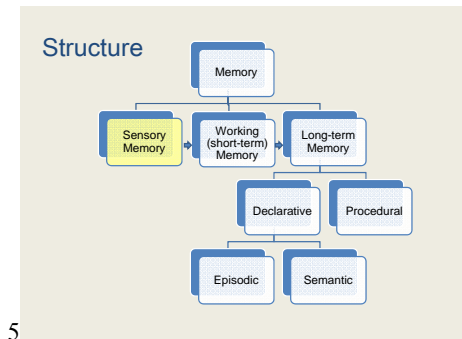 Structure
Memory
Sensory
Memory
Working
(short-term)
Memory
Long-term
Memory
Declarative
Procedural
Episodic
Semantic
5